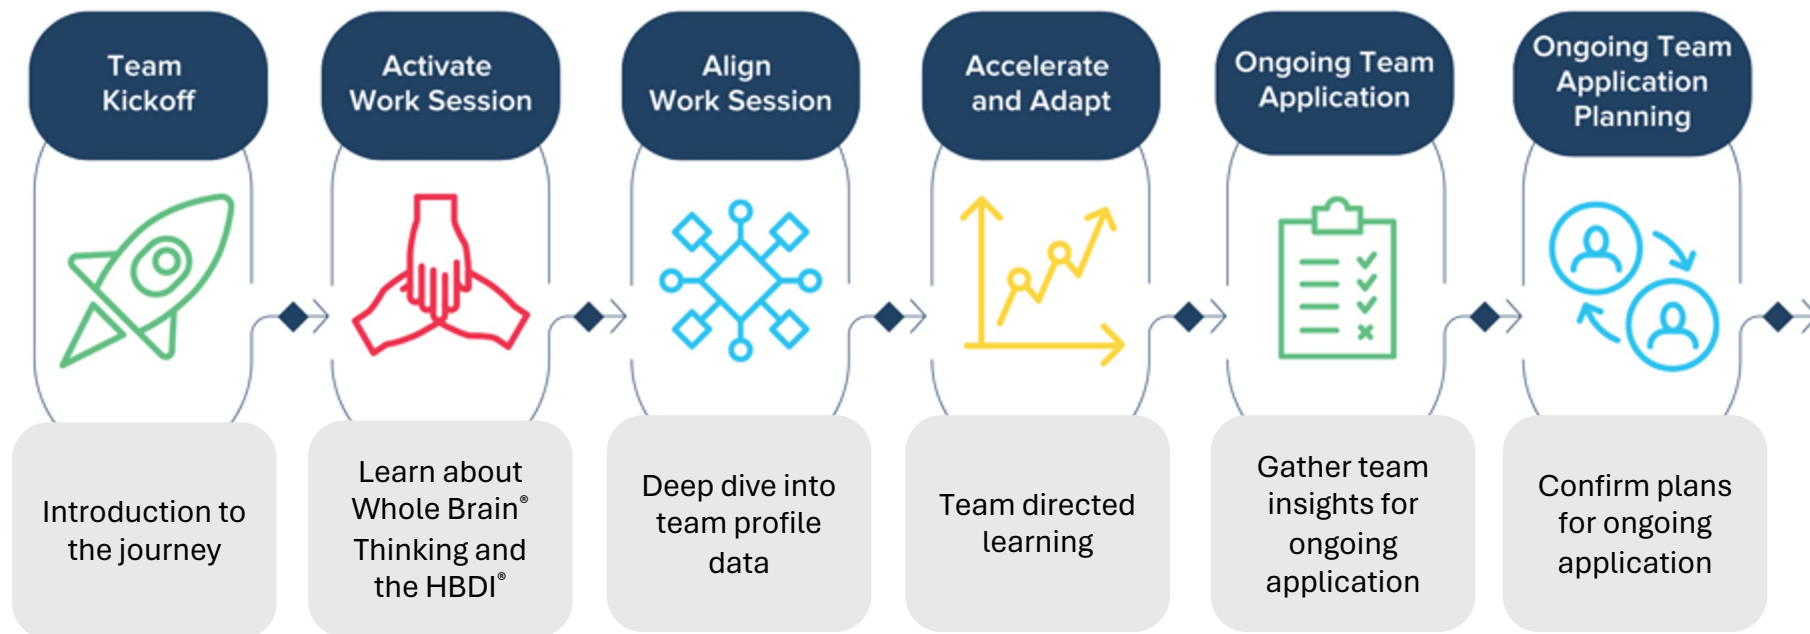 Team
Kickoff
Activate
Work Session
Align
Work Session
Accelerate
and Adapt
Ongoing Team
Application
Ongoing Team
Application
Planning
Introduction to
the journey
Learn about
Whole Brain®
Thinking and
the HBDI®
Deep dive into
team profile
data
Team directed
learning
Gather team
insights for
ongoing
application
Confirm plans
for ongoing
application